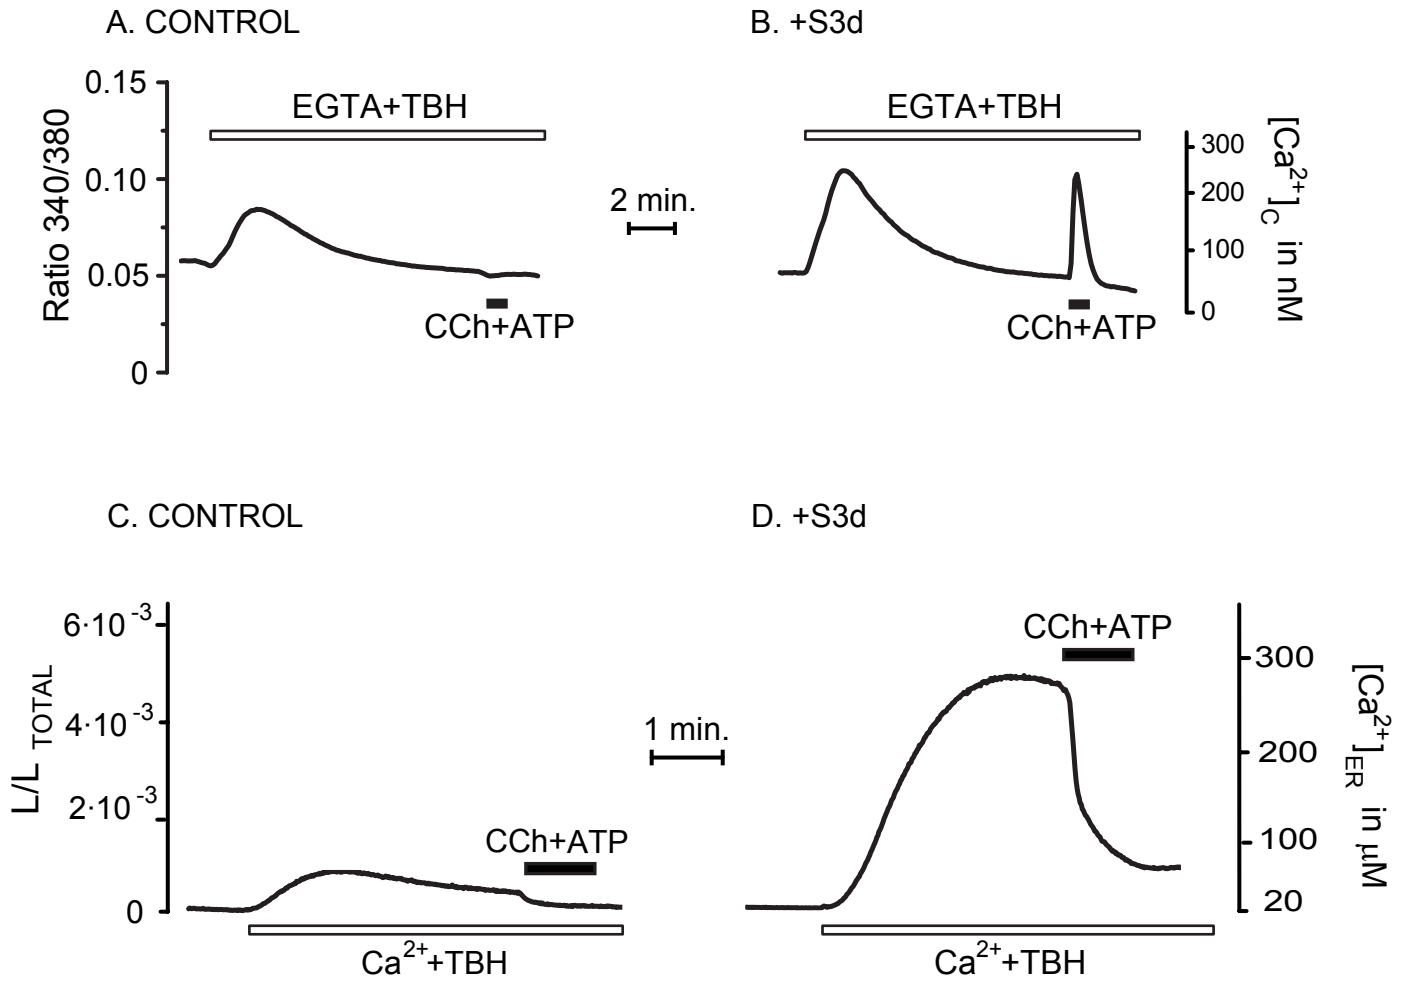 A. CONTROL
B. +S3d
0.15
0.10
0.05
0
Ratio 340/380
EGTA+TBH
CCh+ATP
2 min.
EGTA+TBH
CCh+ATP
300
200
100
0
[Ca²⁺]C in nM
C. CONTROL
D. +S3d
6·10⁻³
4·10⁻³
2·10⁻³
0
L/L TOTAL
CCh+ATP
Ca²⁺+TBH
1 min.
CCh+ATP
Ca²⁺+TBH
300
200
100
20
[Ca²⁺]ER in µM